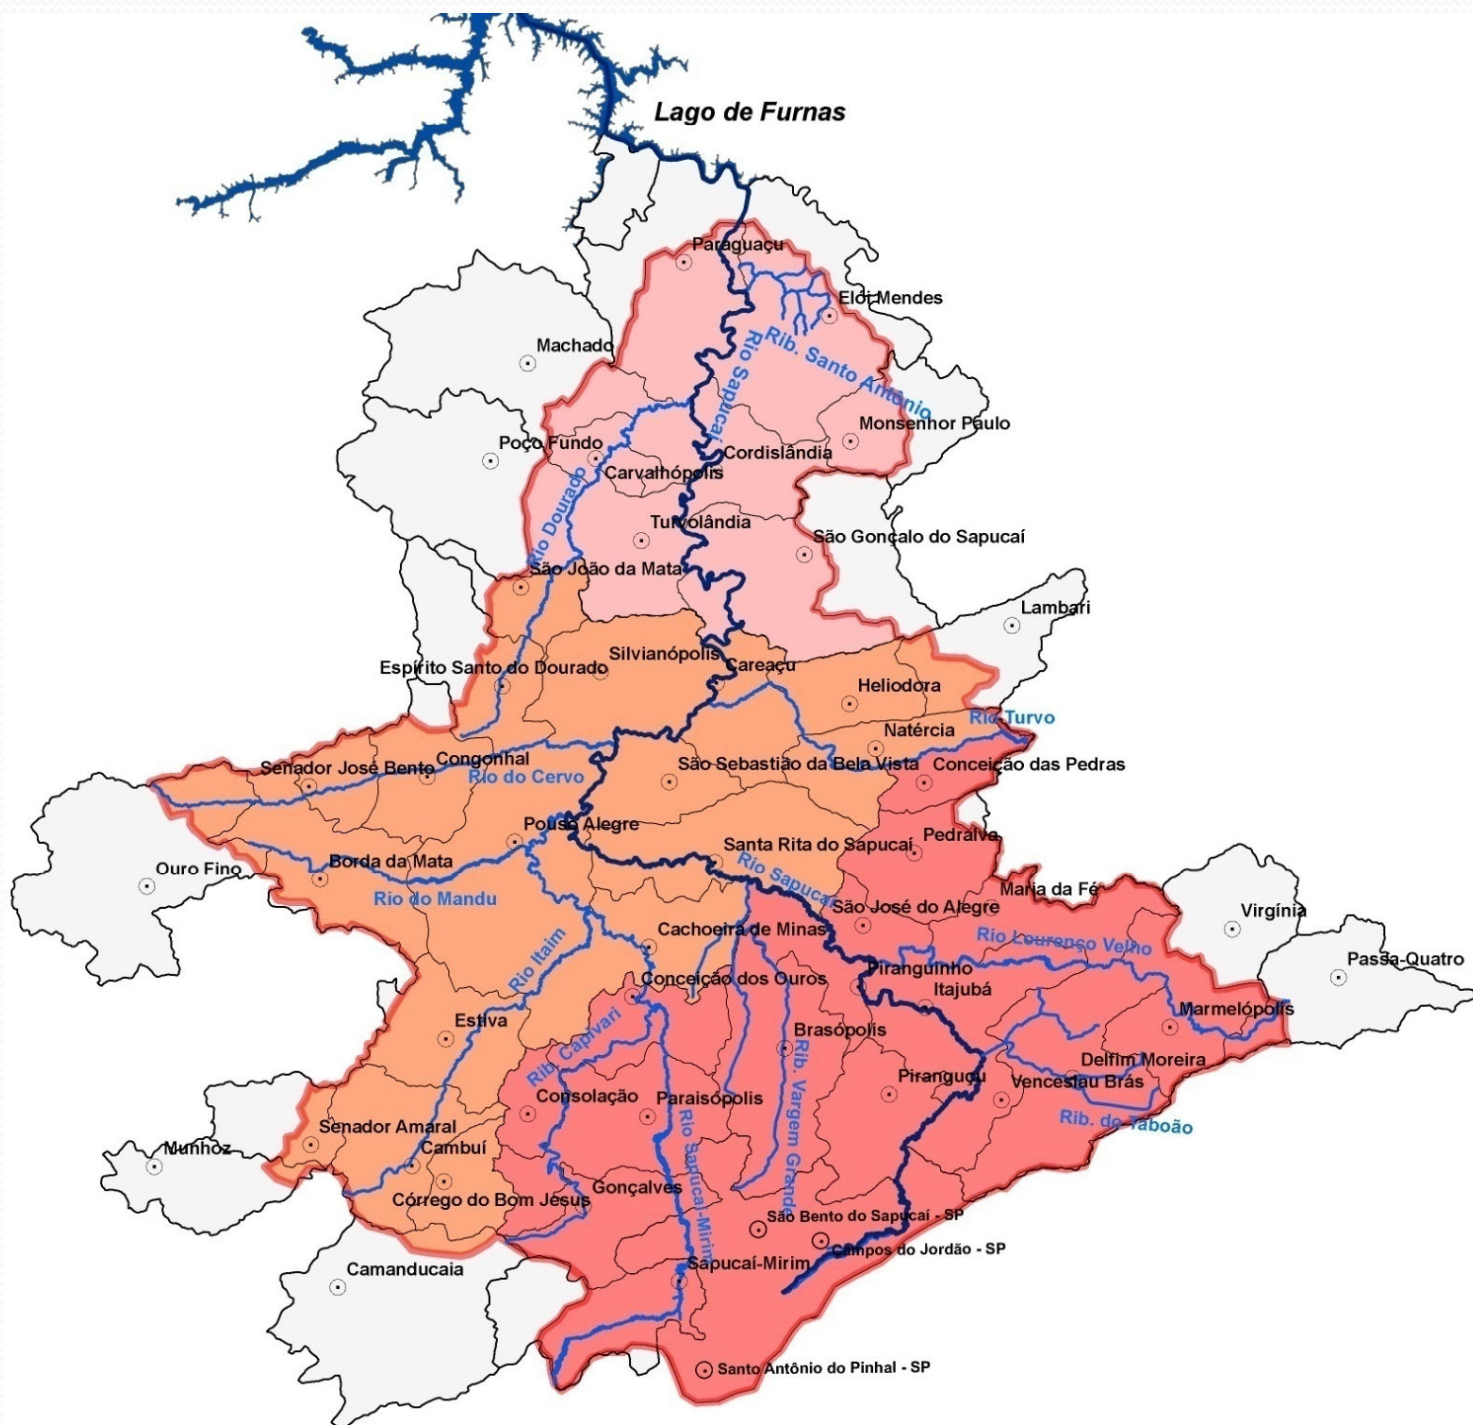 Lago de Furnas
Paraguaçu
Elói Mendes
Machado
Rib. Santo Antônio
Rio Sapucaí
Monsenhor Paulo
Poço Fundo
Cordislândia
Carvalhópolis
Rio Dourado
Turvolândia
São Gonçalo do Sapucaí
São João da Mata
Lambari
Silvianópolis
Careaçu
Espírito Santo do Dourado
Heliodora
Rio Turvo
Natércia
Congonhal
Senador José Bento
Rio do Cervo
São Sebastião da Bela Vista
Conceição das Pedras
Pouso Alegre
Pedralva
Santa Rita do Sapucaí
Borda da Mata
Ouro Fino
Rio Sapucaí
Rio do Mandu
Maria da Fé
São José do Alegre
Virgínia
Cachoeira de Minas
Rio Lourenço Velho
Rio Itaim
Passa-Quatro
Piranguinho
Conceição dos Ouros
Itajubá
Marmelópolis
Estiva
Rib. Capivari
Brasópolis
Delfim Moreira
Piranguçu
Venceslau Brás
Consolação
Paraisópolis
Rib. Vargem Grande
Rib. de Taboão
Senador Amaral
Rio Sapucaí-Mirim
Munhoz
Cambuí
Gonçalves
Córrego do Bom Jesus
São Bento do Sapucaí - SP
Campos do Jordão - SP
Sapucaí-Mirim
Camanducaia
Santo Antônio do Pinhal - SP